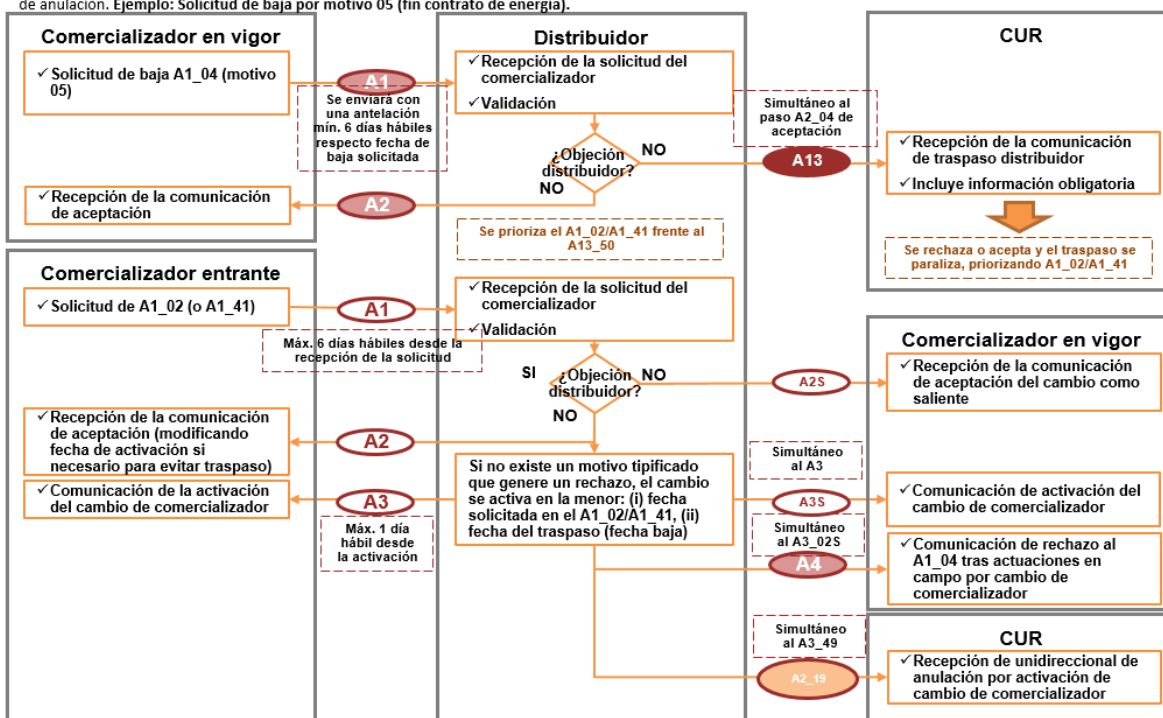 de anulación. Ejemplo: Solicitud de baja por motivo 05 (fin contrato de energía).
Comercializador en vigor
✓ Solicitud de baja A1_04 (motivo
05)
A1
Se enviará con
una antelación
mín. 6 días hábiles
respecto fecha de
baja solicitada
✓ Recepción de la comunicación
de aceptación
A2
Distribuidor
✓ Recepción de la solicitud del
comercializador
✓ Validación
¿Objeción
distribuidor?
NO
NO
Se prioriza el A1_02/A1_41 frente al
A13_50
Simultáneo al
paso A2_04 de
aceptación
A13
CUR
✓ Recepción de la comunicación
de traspaso distribuidor
✓ Incluye información obligatoria
Se rechaza o acepta y el traspaso se
paraliza, priorizando A1_02/A1_41
Comercializador entrante
✓ Solicitud de A1_02 (o A1_41)
A1
Máx. 6 días hábiles desde la
recepción de la solicitud
✓ Recepción de la solicitud del
comercializador
✓ Validación
SI
¿Objeción
distribuidor?
NO
NO
A2S
Comercializador en vigor
✓ Recepción de la comunicación
de aceptación del cambio como
saliente
✓ Recepción de la comunicación
de aceptación (modificando
fecha de activación si
necesario para evitar traspaso)
A2
✓ Comunicación de la activación
del cambio de comercializador
A3
Máx. 1 día
hábil desde
la activación
Si no existe un motivo tipificado
que genere un rechazo, el cambio
se activa en la menor: (i) fecha
solicitada en el A1_02/A1_41, (ii)
fecha del traspaso (fecha baja)
Simultáneo
al A3
A3S
✓ Comunicación de activación del
cambio de comercializador
Simultáneo
al A3_02S
A4
✓ Comunicación de rechazo al
A1_04 tras actuaciones en
campo por cambio de
comercializador
Simultáneo
al A3_49
A2_19
CUR
✓ Recepción de unidireccional de
anulación por activación de
cambio de comercializador